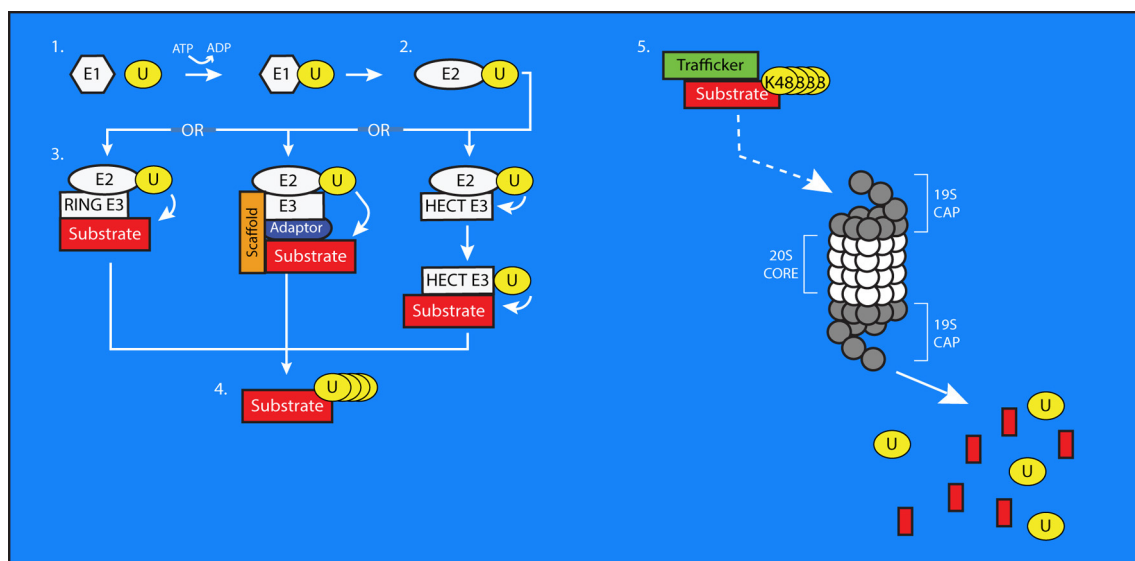 1.
E1
U
ATP
ADP
E1
U
2.
E2
U
OR
OR
3.
E2
U
RING E3
Substrate
E2
U
E3
Scaffold
Adaptor
Substrate
E2
U
HECT E3
HECT E3
U
Substrate
4.
U
Substrate
5.
Trafficker
Substrate
K48333
19S
CAP
20S
CORE
19S
CAP
U
U
U
U